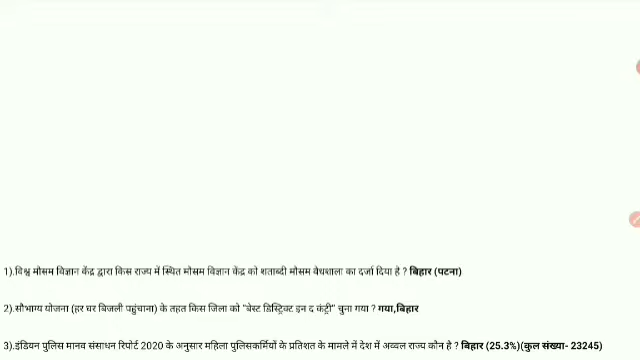 1).विश्व मौसम विज्ञान केंद्र द्वारा किस राज्य में स्थित मौसम विज्ञान केंद्र को शताब्दी मौसम वेधशाला का दर्जा दिया है ? बिहार (पटना)
2).सौभाग्य योजना (हर घर बिजली पहुंचाना) के तहत किस जिला को "बेस्ट डिस्ट्रिक्ट इन द कंट्री" चुना गया ? गया,बिहार
3).इंडियन पुलिस मानव संसाधन रिपोर्ट 2020 के अनुसार महिला पुलिसकर्मियों के प्रतिशत के मामले में देश में अव्वल राज्य कौन है ? बिहार (25.3%)(कुल संख्या- 23245)